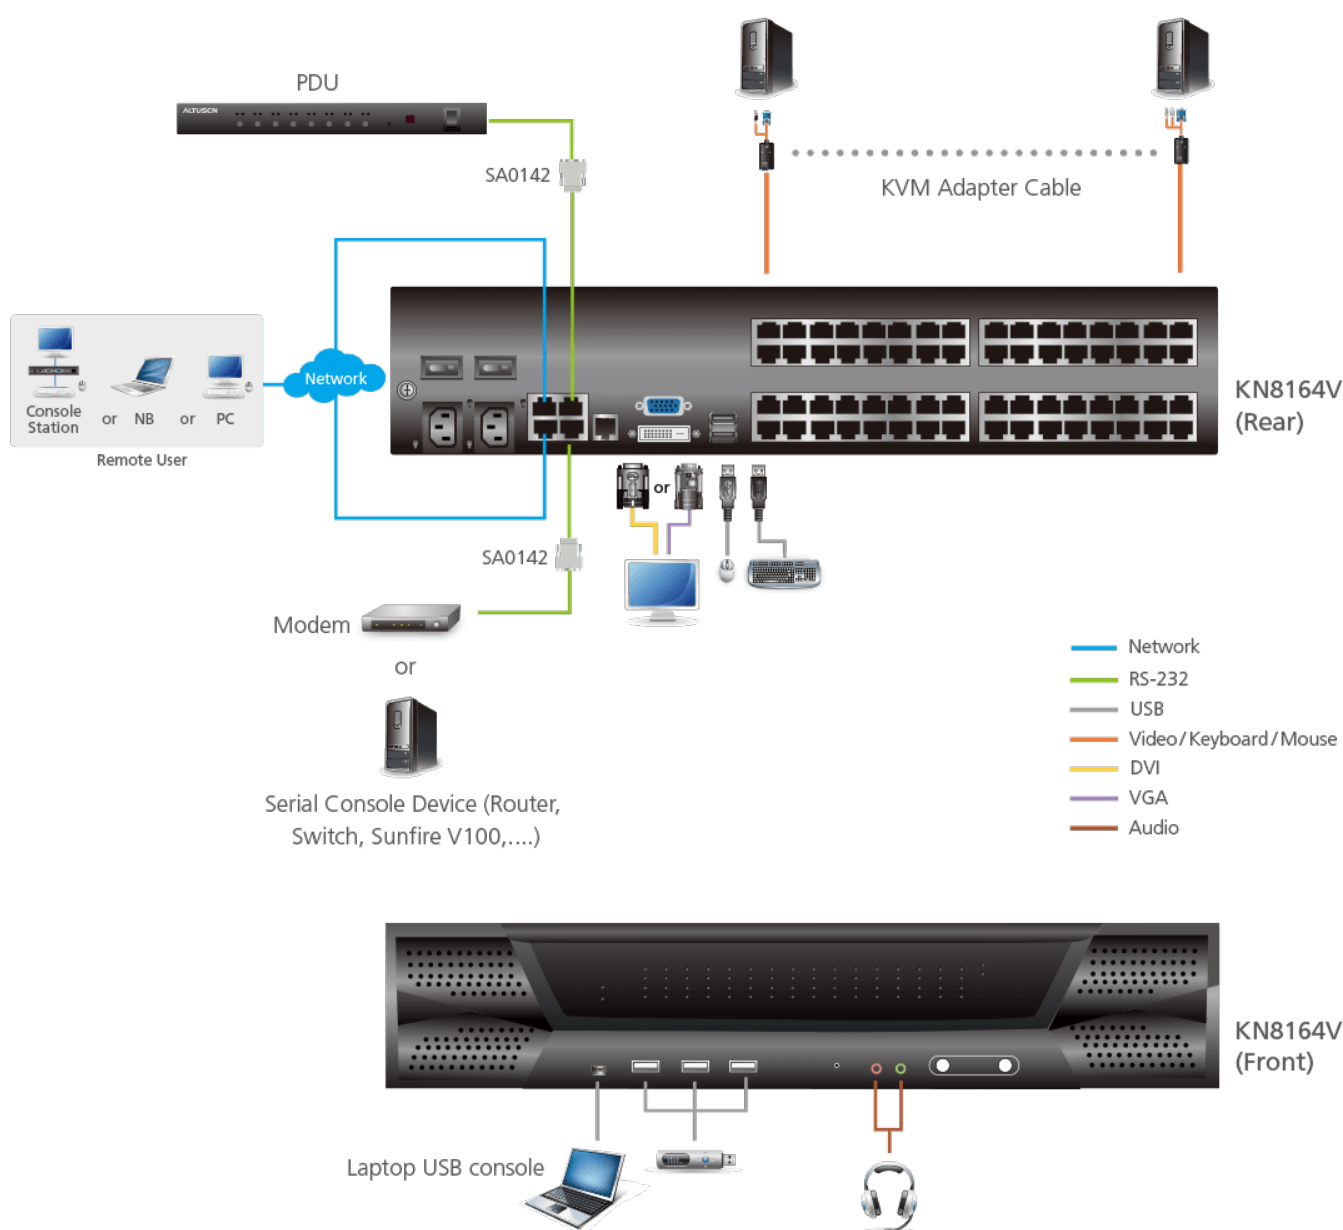 PDU
ALTUSEN
SA0142
KVM Adapter Cable
Network
Console
Station
or
NB
or
PC
Remote User
KN8164V
(Rear)
or
SA0142
Modem
or
Serial Console Device (Router,
Switch, Sunfire V100,....)
Network
RS-232
USB
Video/Keyboard/Mouse
DVI
VGA
Audio
KN8164V
(Front)
Laptop USB console